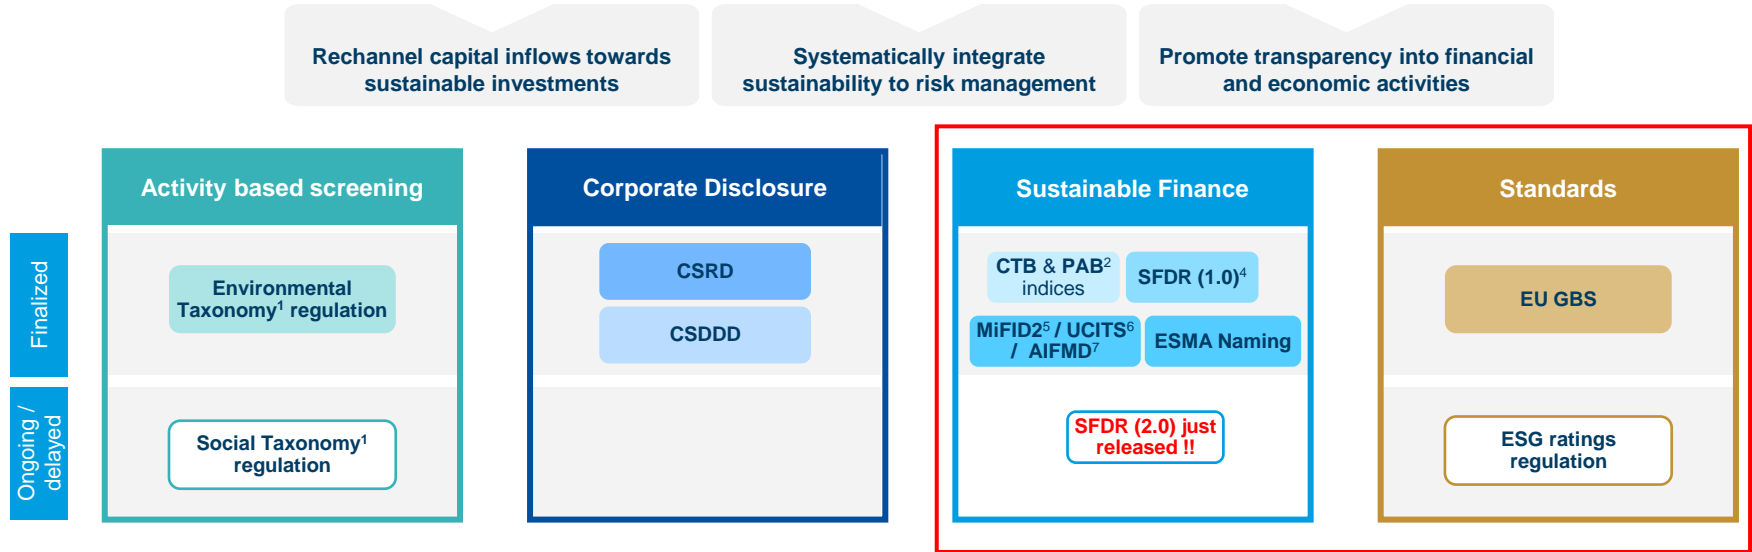 Rechannel capital inflows towards
sustainable investments
Systematically integrate
sustainability to risk management
Promote transparency into financial
and economic activities
Activity based screening
Corporate Disclosure
Sustainable Finance
Standards
Finalized
Environmental
Taxonomy¹ regulation
CSRD
CSDDD
CTB & PAB²
indices
SFDR (1.0)⁴
MiFID2⁵ / UCITS⁶
/ AIFMD⁷
ESMA Naming
EU GBS
Ongoing /
delayed
Social Taxonomy¹
regulation
SFDR (2.0) just
released !!
ESG ratings
regulation